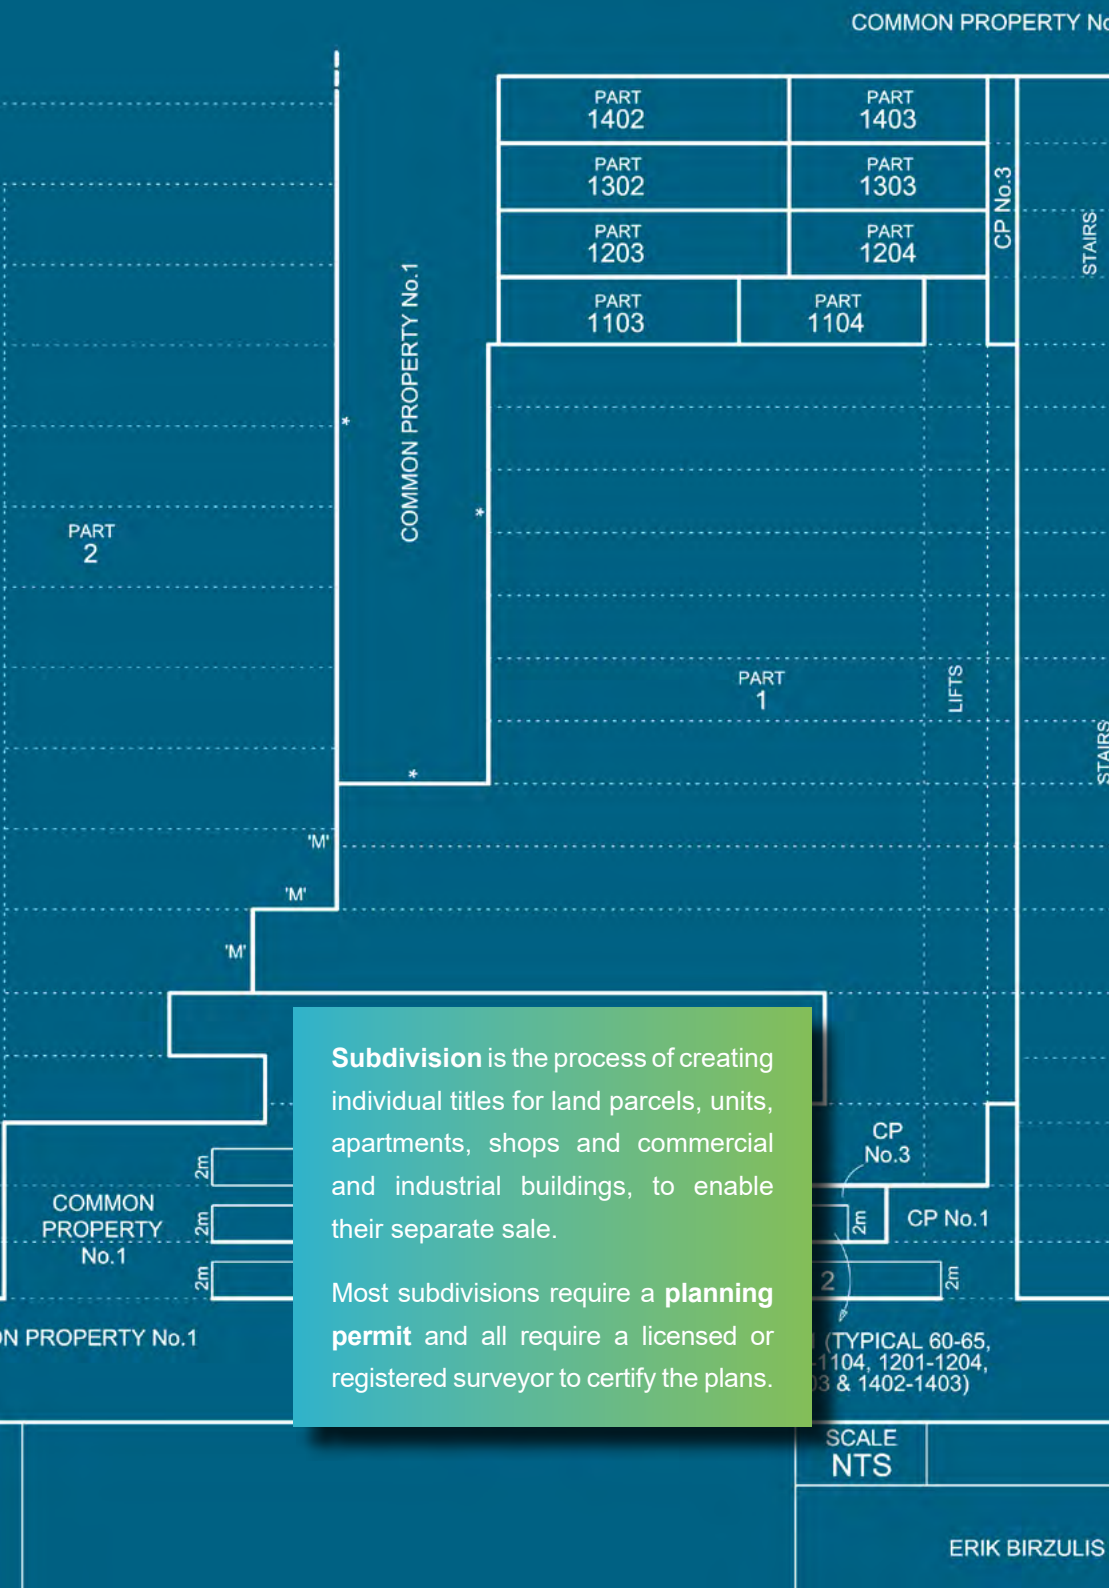 COMMON PROPERTY
PART
1402
PART
1403
PART
1302
PART
1303
CP No.3
STAIRS
PART
1203
PART
1204
COMMON PROPERTY No.1
*
PART
1103
PART
1104
*
PART
2
PART
1
LIFTS
STAIRS
*
'M'
'M'
'M'
Subdivision is the process of creating
individual titles for land parcels, units,
apartments, shops and commercial
and industrial buildings, to enable
their separate sale.
Most subdivisions require a planning
permit and all require a licensed or
registered surveyor to certify the plans.
2m
2m
2m
COMMON
PROPERTY
No.1
CP
No.3
2m
CP No.1
2
2m
PROPERTY No.1
(TYPICAL 60-65,
-1104, 1201-1204,
& 1402-1403)
SCALE
NTS
ERIK BIRZULIS